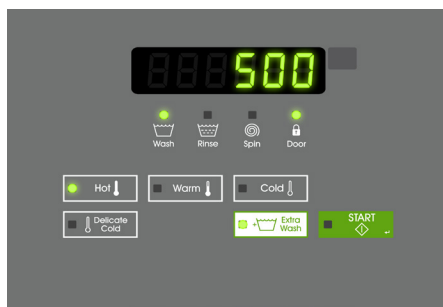 500
Wash Rinse Spin Door
Hot Warm Cold
Delicate
Cold
+ Extra
Wash
START